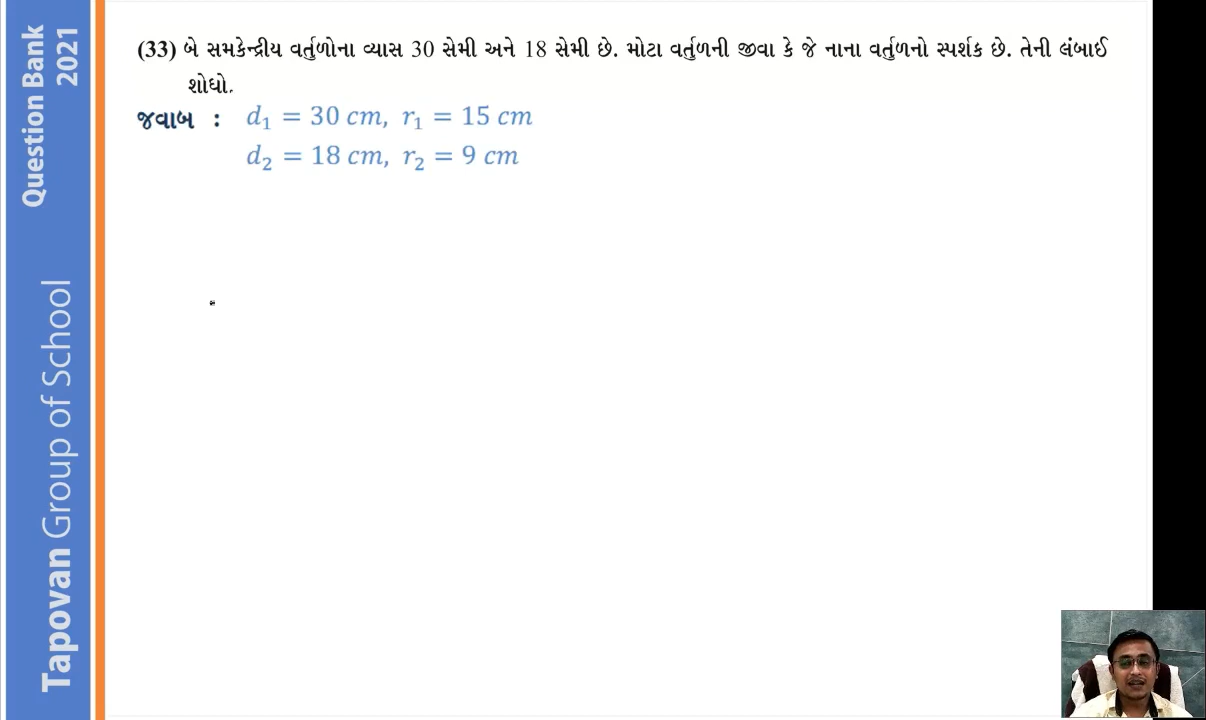 Question Bank
2021
Tapovan Group of School
(33) બે સમકેન્દ્રીય વર્તુળોના વ્યાસ 30 સેમી અને 18 સેમી છે. મોટા વર્તુળની જીવા કે જે નાના વર્તુળનો સ્પર્શક છે. તેની લંબાઈ
શોધો.
જવાબ : d₁ = 30 cm, r₁ = 15 cm
d₂ = 18 cm, r₂ = 9 cm